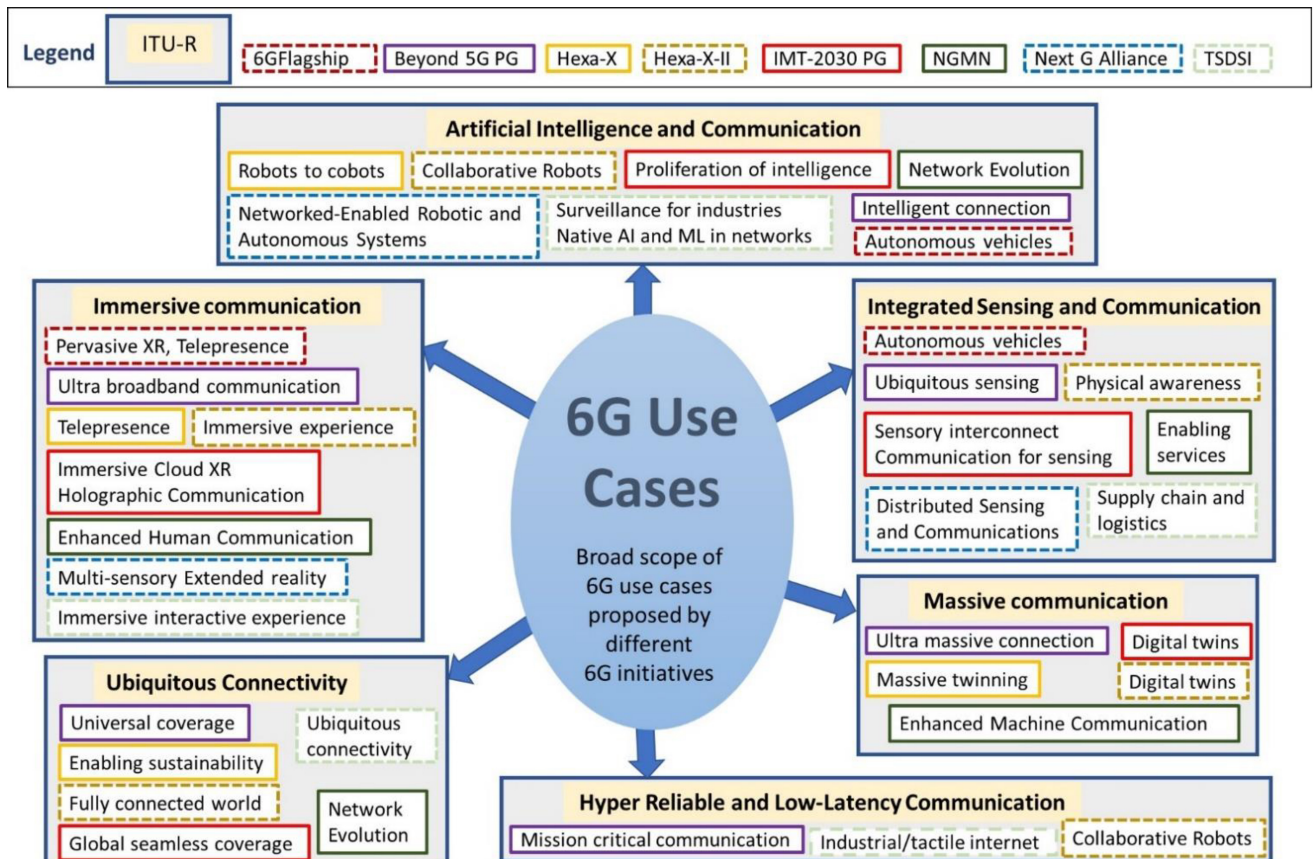 Legend
ITU-R
6GFlagship
Beyond 5G PG
Hexa-X
Hexa-X-II
IMT-2030 PG
NGMN
Next G Alliance
TSDSI
Artificial Intelligence and Communication
Robots to cobots
Collaborative Robots
Proliferation of intelligence
Network Evolution
Networked-Enabled Robotic and
Autonomous Systems
Surveillance for industries
Native AI and ML in networks
Intelligent connection
Autonomous vehicles
Immersive communication
Pervasive XR, Telepresence
Ultra broadband communication
Telepresence
Immersive experience
Immersive Cloud XR
Holographic Communication
Enhanced Human Communication
Multi-sensory Extended reality
Immersive interactive experience
6G Use
Cases
Broad scope of
6G use cases
proposed by
different
6G initiatives
Integrated Sensing and Communication
Autonomous vehicles
Ubiquitous sensing
Physical awareness
Sensory interconnect
Communication for sensing
Enabling
services
Distributed Sensing
and Communications
Supply chain and
logistics
Massive communication
Ultra massive connection
Digital twins
Massive twinning
Digital twins
Enhanced Machine Communication
Ubiquitous Connectivity
Universal coverage
Ubiquitous
connectivity
Enabling sustainability
Fully connected world
Network
Evolution
Global seamless coverage
Hyper Reliable and Low-Latency Communication
Mission critical communication
Industrial/tactile internet
Collaborative Robots